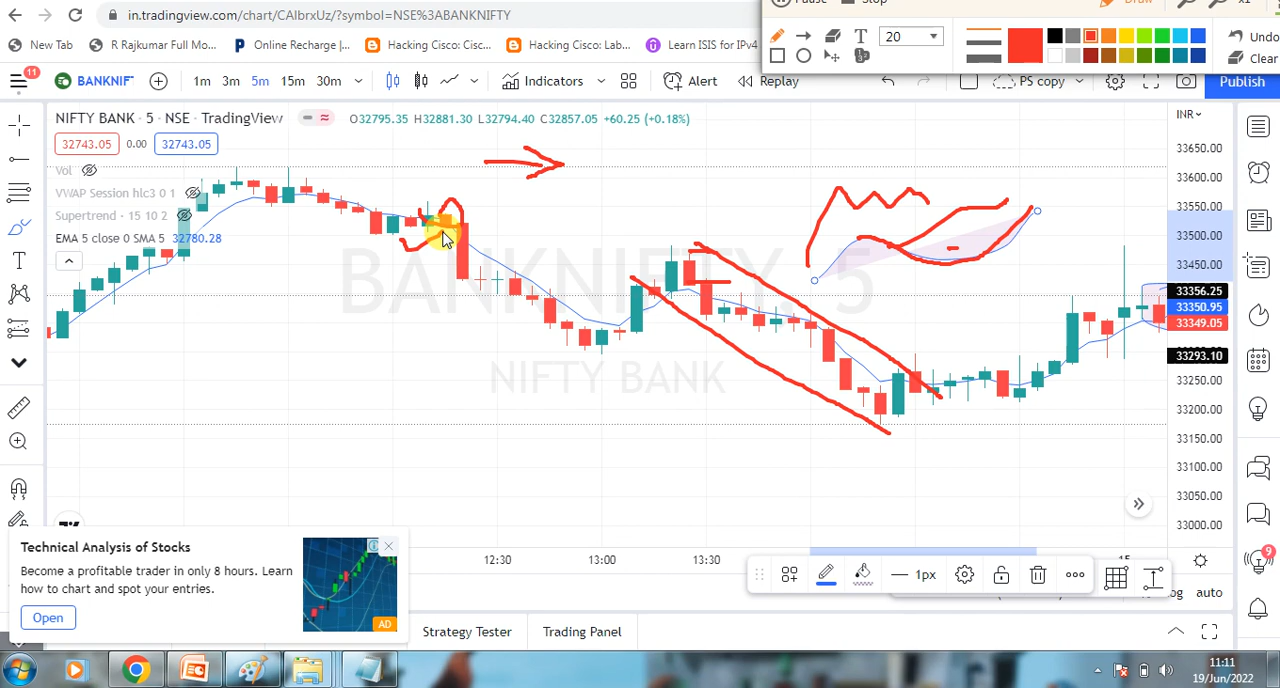 in.tradingview.com/chart/CAIbrxUz/?symbol=NSE%3ABANKNIFTY
Pause Stop Draw x1
New Tab R Rajkumar Full Mo... Online Recharge |... Hacking Cisco: Cisc... Hacking Cisco: Lab... Learn ISIS for IPv4
T 20 Undo
Clear
11 BANKNIF 1m 3m 5m 15m 30m Indicators Alert Replay PS copy Publish
NIFTY BANK · 5 · NSE · TradingView O32795.35 H32881.30 L32794.40 C32857.05 +60.25 (+0.18%) INR
32743.05 0.00 32743.05
Vol
VWAP Session hlc3 0 1
Supertrend · 15 10 2
EMA 5 close 0 SMA 5 32780.28
BANKNIFTY 5
NIFTY BANK
33650.00
33600.00
33550.00
33500.00
33450.00
33356.25
33350.95
33349.05
33293.10
33250.00
33200.00
33150.00
33100.00
33050.00
33000.00
12:30 13:00 13:30 15
Technical Analysis of Stocks
Become a profitable trader in only 8 hours. Learn
how to chart and spot your entries.
Open
AD
1px
auto
9
Strategy Tester Trading Panel
11:11
19/Jun/2022